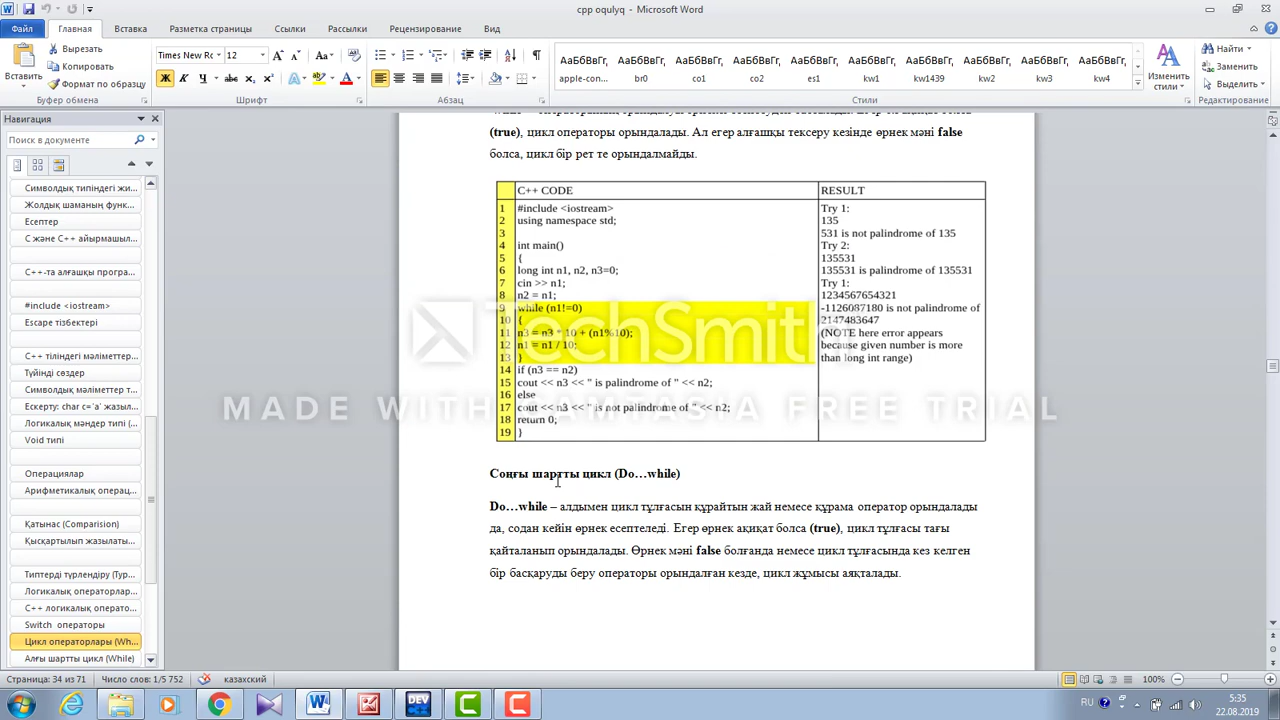 срр oqulyq - Microsoft Word
Файл Главная Вставка Разметка страницы Ссылки Рассылки Рецензирование Вид
Вставить
Вырезать
Копировать
Формат по образцу
Буфер обмена
Times New Ro 12
Шрифт
Абзац
АаБбВвГг, АаБбВвГг, АаБбВвГг, АаБбВвГг, АаБбВвГг, АаБбВвГг, АаБбВвГг, АаБбВвГг, АаБбВвГг,
apple-con... br0 co1 co2 es1 kw1 kw1439 kw2 kw3 kw4
Стили
Изменить стили
Найти
Заменить
Выделить
Редактирование
Навигация
Поиск в документе
Символдық типіндегі жи...
Жолдық шаманың функ...
Есептер
С және С++ айырмашыл...
С++-та алғашқы програ...
#include <iostream>
Escape тізбектері
С++ тіліндегі мәліметтер...
Түйінді сөздер
Символдық мәліметтер т...
Ескерту: char c='a' жазыл...
Логикалық мәндер типі (...
Void типі
Операциялар
Арифметикалық операц...
Қатынас (Comparision)
Қысқартылып жазылаты...
Типтерді түрлендіру (Тур...
Логикалық операторлар...
С++ логикалық операто...
Switch операторы
Цикл операторлары (Wh...
Алғы шартты цикл (While)
(true), цикл операторы орындалады. Ал егер алғашқы тексеру кезінде өрнек мәні false
болса, цикл бір рет те орындалмайды.
C++ CODE RESULT
1 #include <iostream>
2 using namespace std;
3
4 int main()
5 {
6 long int n1, n2, n3=0;
7 cin >> n1;
8 n2 = n1;
9 while (n1!=0)
10 {
11 n3 = n3 * 10 + (n1%10);
12 n1 = n1 / 10;
13 }
14 if (n3 == n2)
15 cout << n3 << " is palindrome of " << n2;
16 else
17 cout << n3 << " is not palindrome of " << n2;
18 return 0;
19 }
Try 1:
135
531 is not palindrome of 135
Try 2:
135531
135531 is palindrome of 135531
Try 1:
1234567654321
-1126087180 is not palindrome of
2147483647
(NOTE here error appears
because given number is more
than long int range)
TechSmith
MADE WITH CAMTASIA FREE TRIAL
Соңғы шартты цикл (Do…while)
Do…while – алдымен цикл тұлғасын құрайтын жай немесе құрама оператор орындалады
да, содан кейін өрнек есептеледі. Егер өрнек ақиқат болса (true), цикл тұлғасы тағы
қайталанып орындалады. Өрнек мәні false болғанда немесе цикл тұлғасында кез келген
бір басқаруды беру операторы орындалған кезде, цикл жұмысы аяқталады.
Страница: 34 из 71 Число слов: 1/5 752 казахский 100%
RU 5:35
22.08.2019